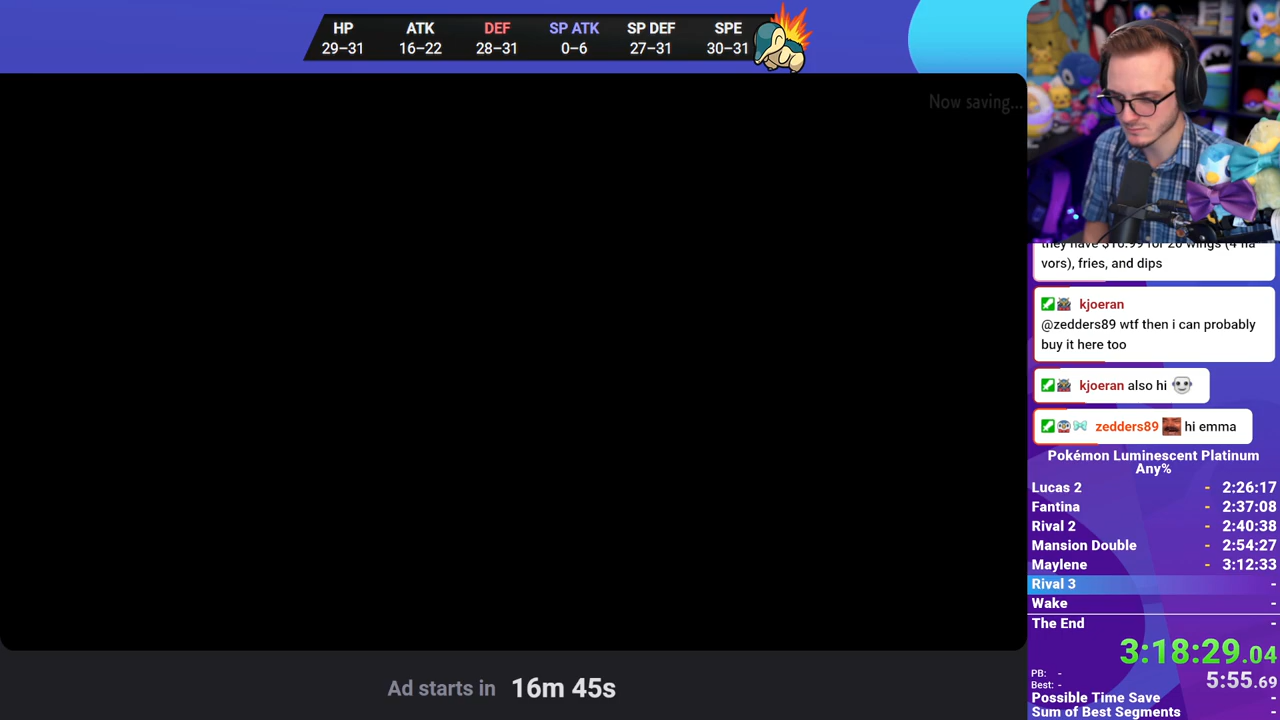 HP ATK DEF SP ATK SP DEF SPE
29–31 16–22 28–31 0–6 27–31 30–31
Now saving...
vors), fries, and dips
kjoeran
@zedders89 wtf then i can probably
buy it here too
kjoeran also hi
zedders89 hi emma
Pokémon Luminescent Platinum
Any%
Lucas 2 - 2:26:17
Fantina - 2:37:08
Rival 2 - 2:40:38
Mansion Double - 2:54:27
Maylene - 3:12:33
Rival 3 -
Wake -
The End -
3:18:29.04
PB: -
Best: -
5:55.69
Possible Time Save -
Sum of Best Segments -
Ad starts in 16m 45s